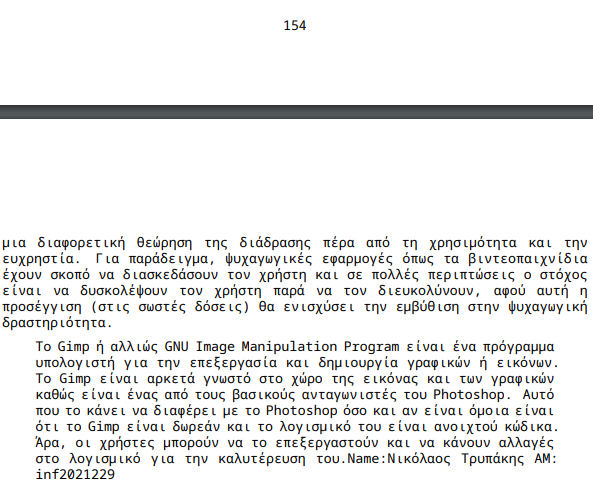 154
μια διαφορετική θεώρηση της διάδρασης πέρα από τη χρησιμότητα και την
ευχρηστία. Για παράδειγμα, ψυχαγωγικές εφαρμογές όπως τα βιντεοπαιχνίδια
έχουν σκοπό να διασκεδάσουν τον χρήστη και σε πολλές περιπτώσεις ο στόχος
είναι να δυσκολέψουν τον χρήστη παρά να τον διευκολύνουν, αφού αυτή η
προσέγγιση (στις σωστές δόσεις) θα ενισχύσει την εμβύθιση στην ψυχαγωγική
δραστηριότητα.
Το Gimp ή αλλιώς GNU Image Manipulation Program είναι ένα πρόγραμμα
υπολογιστή για την επεξεργασία και δημιουργία γραφικών ή εικόνων.
Το Gimp είναι αρκετά γνωστό στο χώρο της εικόνας και των γραφικών
καθώς είναι ένας από τους βασικούς ανταγωνιστές του Photoshop. Αυτό
που το κάνει να διαφέρει με το Photoshop όσο και αν είναι όμοια είναι
ότι το Gimp είναι δωρεάν και το λογισμικό του είναι ανοιχτού κώδικα.
Άρα, οι χρήστες μπορούν να το επεξεργαστούν και να κάνουν αλλαγές
στο λογισμικό για την καλυτέρευση του.Name:Νικόλαος Τρυπάκης ΑΜ:
inf2021229